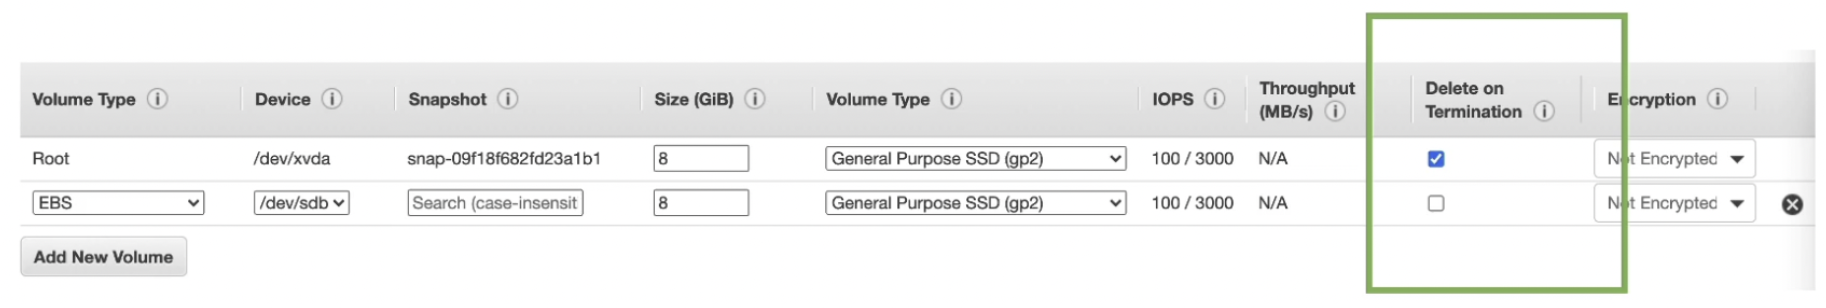 Volume Type Device Snapshot Size (GiB) Volume Type IOPS Throughput (MB/s) Delete on Termination Encryption
Root /dev/xvda snap-09f18f682fd23a1b1 8 General Purpose SSD (gp2) 100 / 3000 N/A Not Encrypted
EBS /dev/sdb Search (case-insensit 8 General Purpose SSD (gp2) 100 / 3000 N/A Not Encrypted
Add New Volume